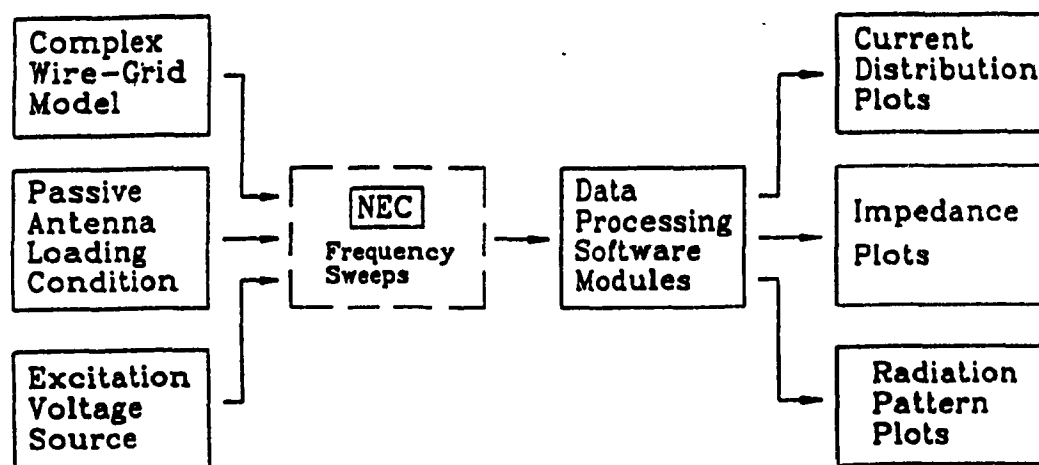 Complex
Wire-Grid
Model
Passive
Antenna
Loading
Condition
Excitation
Voltage
Source
NEC
Frequency
Sweeps
Data
Processing
Software
Modules
Current
Distribution
Plots
Impedance
Plots
Radiation
Pattern
Plots